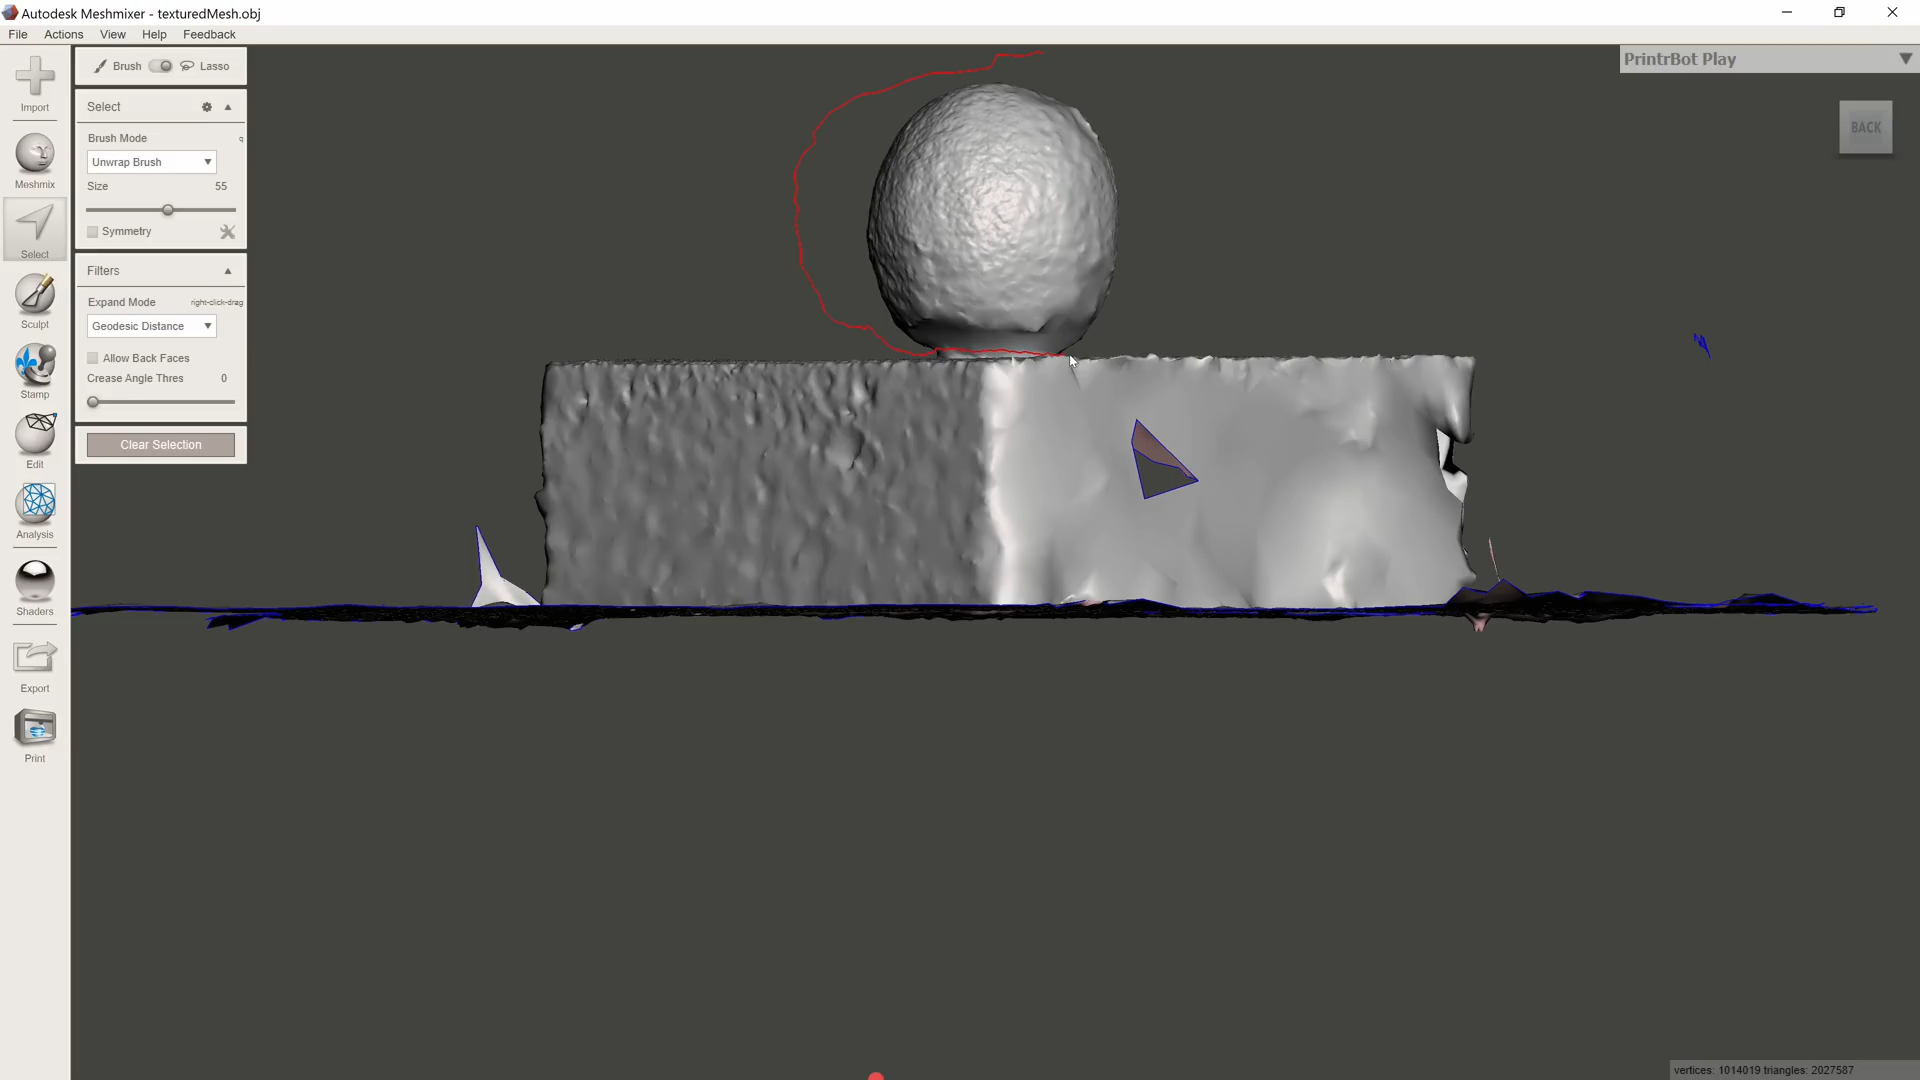 Autodesk Meshmixer - texturedMesh.obj
File Actions View Help Feedback
Brush Lasso
PrintrBot Play
Import
Select
BACK
Brush Mode q
Unwrap Brush
Meshmix
Size 55
Symmetry
Select
Filters
Expand Mode right-click-drag
Sculpt
Geodesic Distance
Allow Back Faces
Crease Angle Thres 0
Stamp
Clear Selection
Edit
Analysis
Shaders
Export
Print
vertices: 1014019 triangles: 2027587